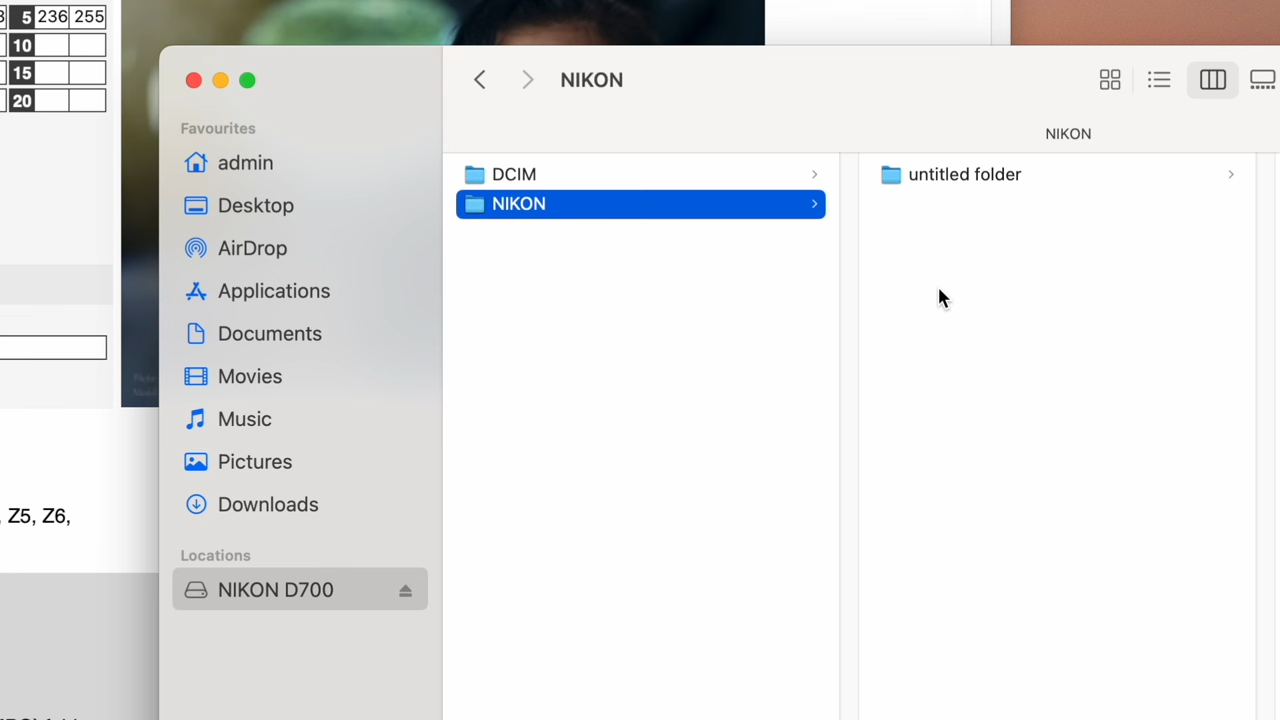 5 236 255
10
15
20
NIKON
NIKON
Favourites
admin
Desktop
AirDrop
Applications
Documents
Movies
Music
Pictures
Downloads
Locations
NIKON D700
DCIM
NIKON
untitled folder
Z5, Z6,